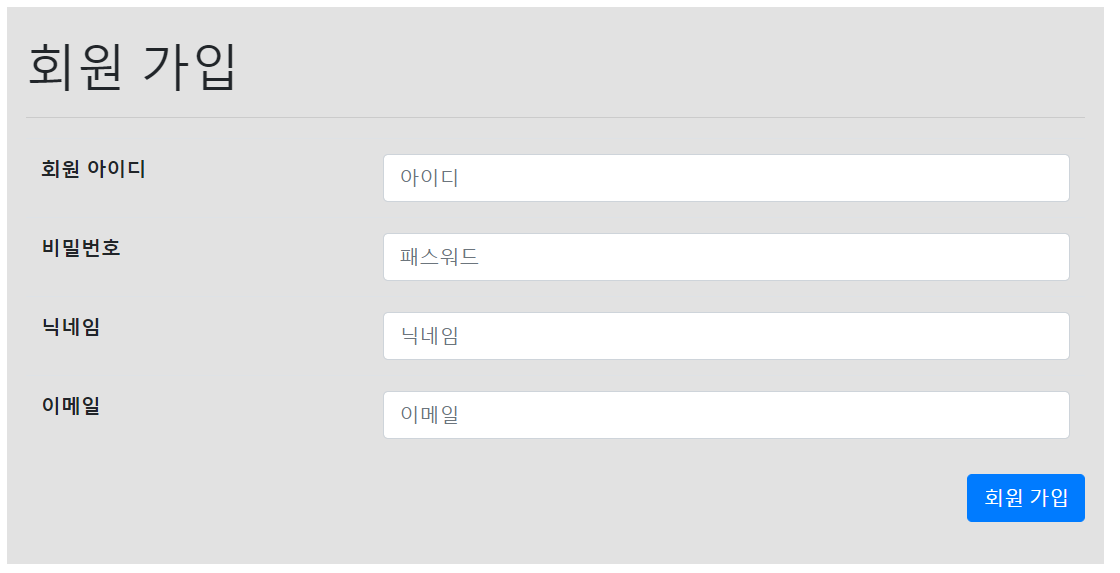 회원 가입
회원 아이디
아이디
비밀번호
패스워드
닉네임
닉네임
이메일
이메일
회원 가입